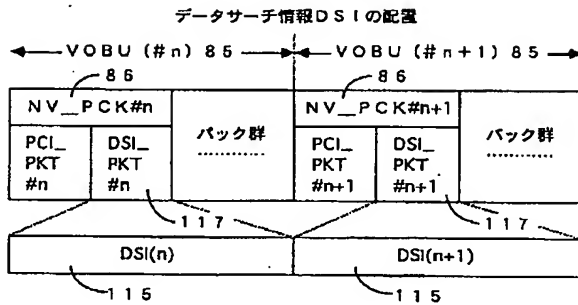 データサーチ情報DSIの配置
VOBU (#n) 85
VOBU (#n+1) 85
86
86
NV_PCK#n
NV_PCK#n+1
PCI_
PKT
#n
DSI_
PKT
#n
パック群
………
PCI_
PKT
#n+1
DSI_
PKT
#n+1
パック群
………
117
117
DSI(n)
DSI(n+1)
115
115